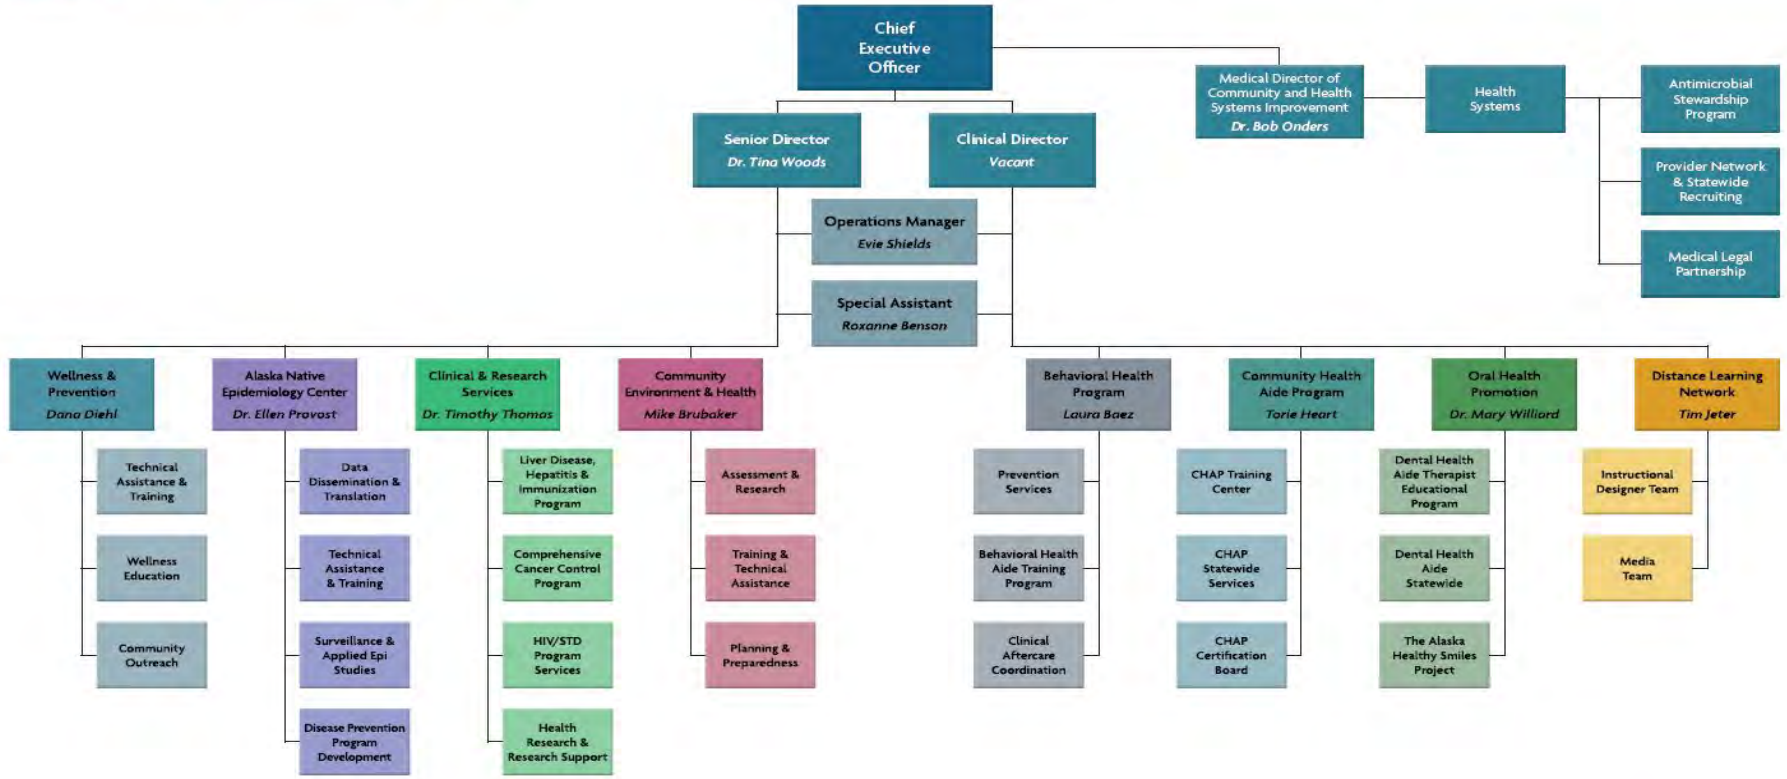 Chief
Executive
Officer
Medical Director of
Community and Health
Systems Improvement
Dr. Bob Onders
Health
Systems
Antimicrobial
Stewardship
Program
Provider Network
& Statewide
Recruiting
Medical Legal
Partnership
Senior Director
Dr. Tina Woods
Clinical Director
Vacant
Operations Manager
Evie Shields
Special Assistant
Roxanne Benson
Wellness &
Prevention
Dana Diehl
Technical
Assistance &
Training
Wellness
Education
Community
Outreach
Alaska Native
Epidemiology Center
Dr. Ellen Provost
Data
Dissemination &
Translation
Technical
Assistance
& Training
Surveillance &
Applied Epi
Studies
Disease Prevention
Program
Development
Clinical & Research
Services
Dr. Timothy Thomas
Liver Disease,
Hepatitis &
Immunization
Program
Comprehensive
Cancer Control
Program
HIV/STD
Program
Services
Health
Research &
Research Support
Community
Environment & Health
Mike Brubaker
Assessment &
Research
Training &
Technical
Assistance
Planning &
Preparedness
Behavioral Health
Program
Laura Baez
Prevention
Services
Behavioral Health
Aide Training
Program
Clinical
Aftercare
Coordination
Community Health
Aide Program
Torie Heart
CHAP Training
Center
CHAP
Statewide
Services
CHAP
Certification
Board
Oral Health
Promotion
Dr. Mary Williard
Dental Health
Aide Therapist
Educational
Program
Dental Health
Aide
Statewide
The Alaska
Healthy Smiles
Project
Distance Learning
Network
Tim Jeter
Instructional
Designer Team
Media
Team